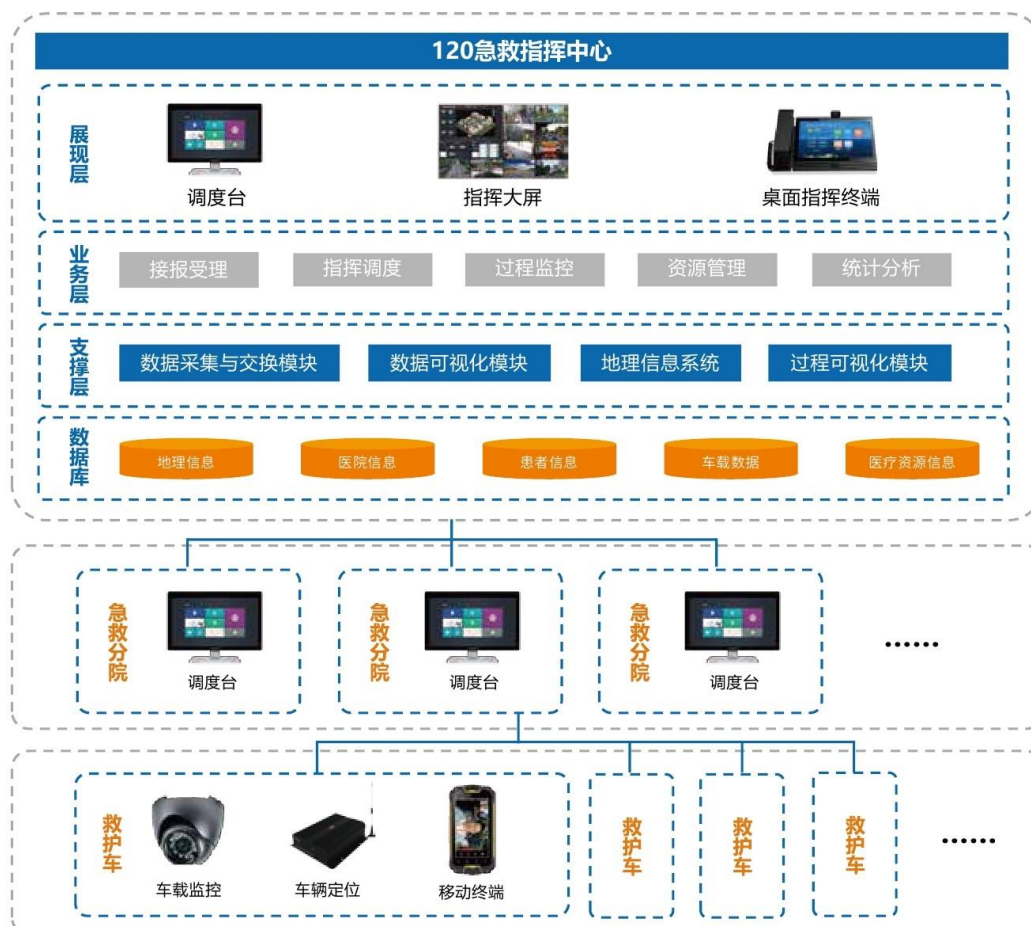 120急救指挥中心
展现层
调度台
指挥大屏
桌面指挥终端
业务层
接报受理
指挥调度
过程监控
资源管理
统计分析
支撑层
数据采集与交换模块
数据可视化模块
地理信息系统
过程可视化模块
数据库
地理信息
医院信息
患者信息
车载数据
医疗资源信息
急救分院
调度台
急救分院
调度台
急救分院
调度台
······
救护车
车载监控
车辆定位
移动终端
救护车
救护车
救护车
······